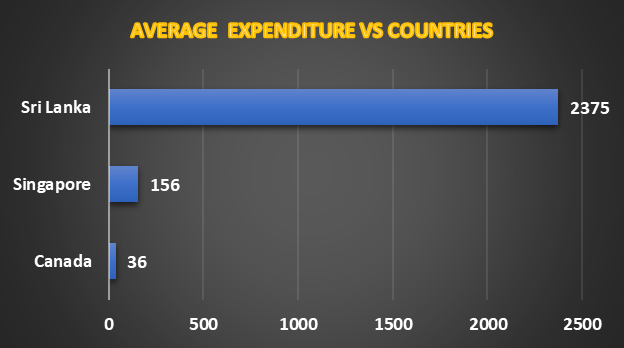 AVERAGE  EXPENDITURE VS COUNTRIES
Sri Lanka 2375
Singapore 156
Canada 36
0 500 1000 1500 2000 2500